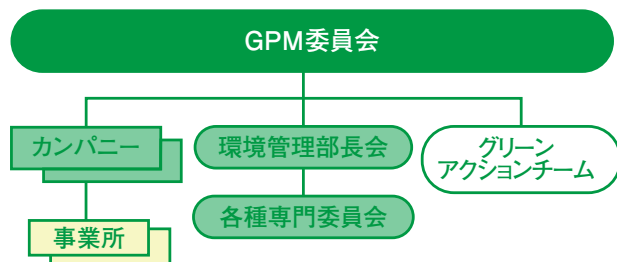 GPM委員会
カンパニー
環境管理部長会
グリーン
アクションチーム
各種専門委員会
事業所